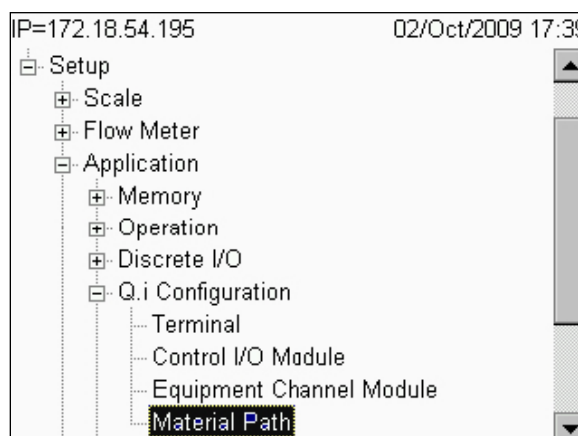 IP=172.18.54.195 02/Oct/2009 17:39
Setup
Scale
Flow Meter
Application
Memory
Operation
Discrete I/O
Q.i Configuration
Terminal
Control I/O Module
Equipment Channel Module
Material Path